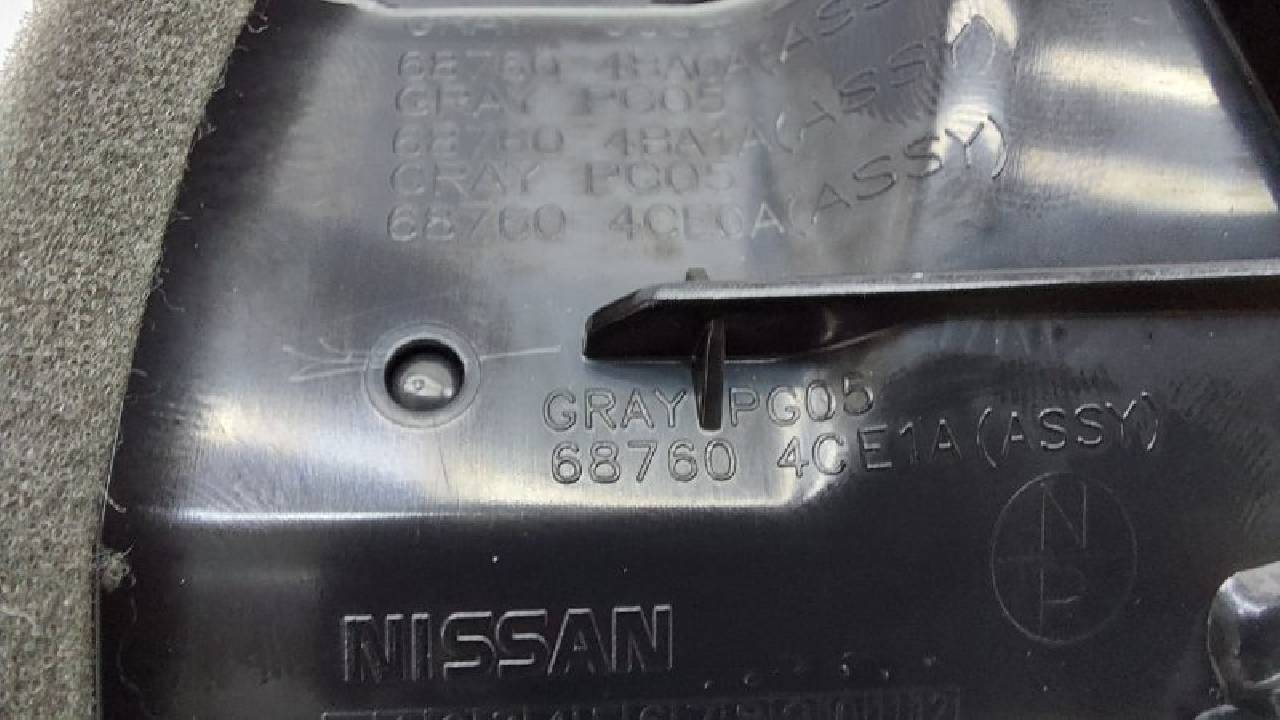 68760 4BA0A(ASSY)
GRAY PG05
68760 4BA1A(ASSY)
GRAY PG05
68760 4CE0A(ASSY)
GRAY PG05
68760 4CE1A(ASSY)
N
TP
NISSAN